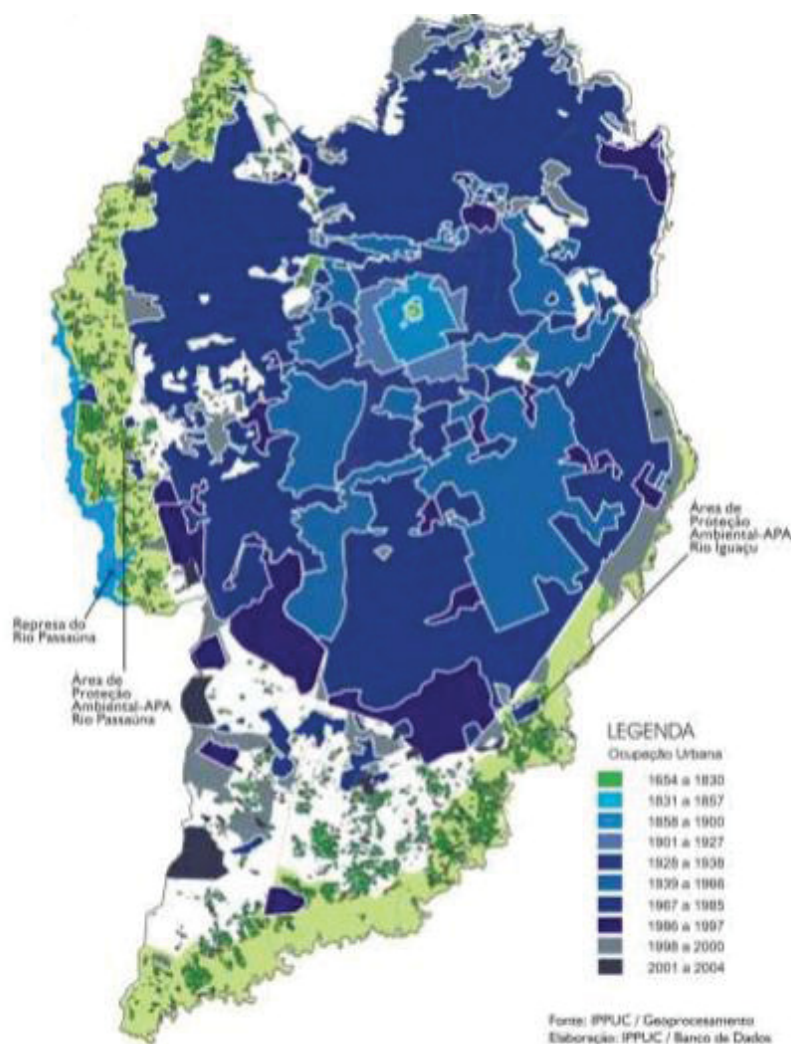 Área de
Proteção
Ambiental-APA
Rio Iguaçu
Represa do
Rio Passaúna
Área de
Proteção
Ambiental-APA
Rio Passaúna
LEGENDA
Ocupação Urbana
1654 a 1830
1831 a 1857
1858 a 1900
1901 a 1927
1928 a 1938
1939 a 1966
1967 a 1985
1986 a 1997
1998 a 2000
2001 a 2004
Fonte: IPPUC / Geoprocessamento
Elaboração: IPPUC / Banco de Dados